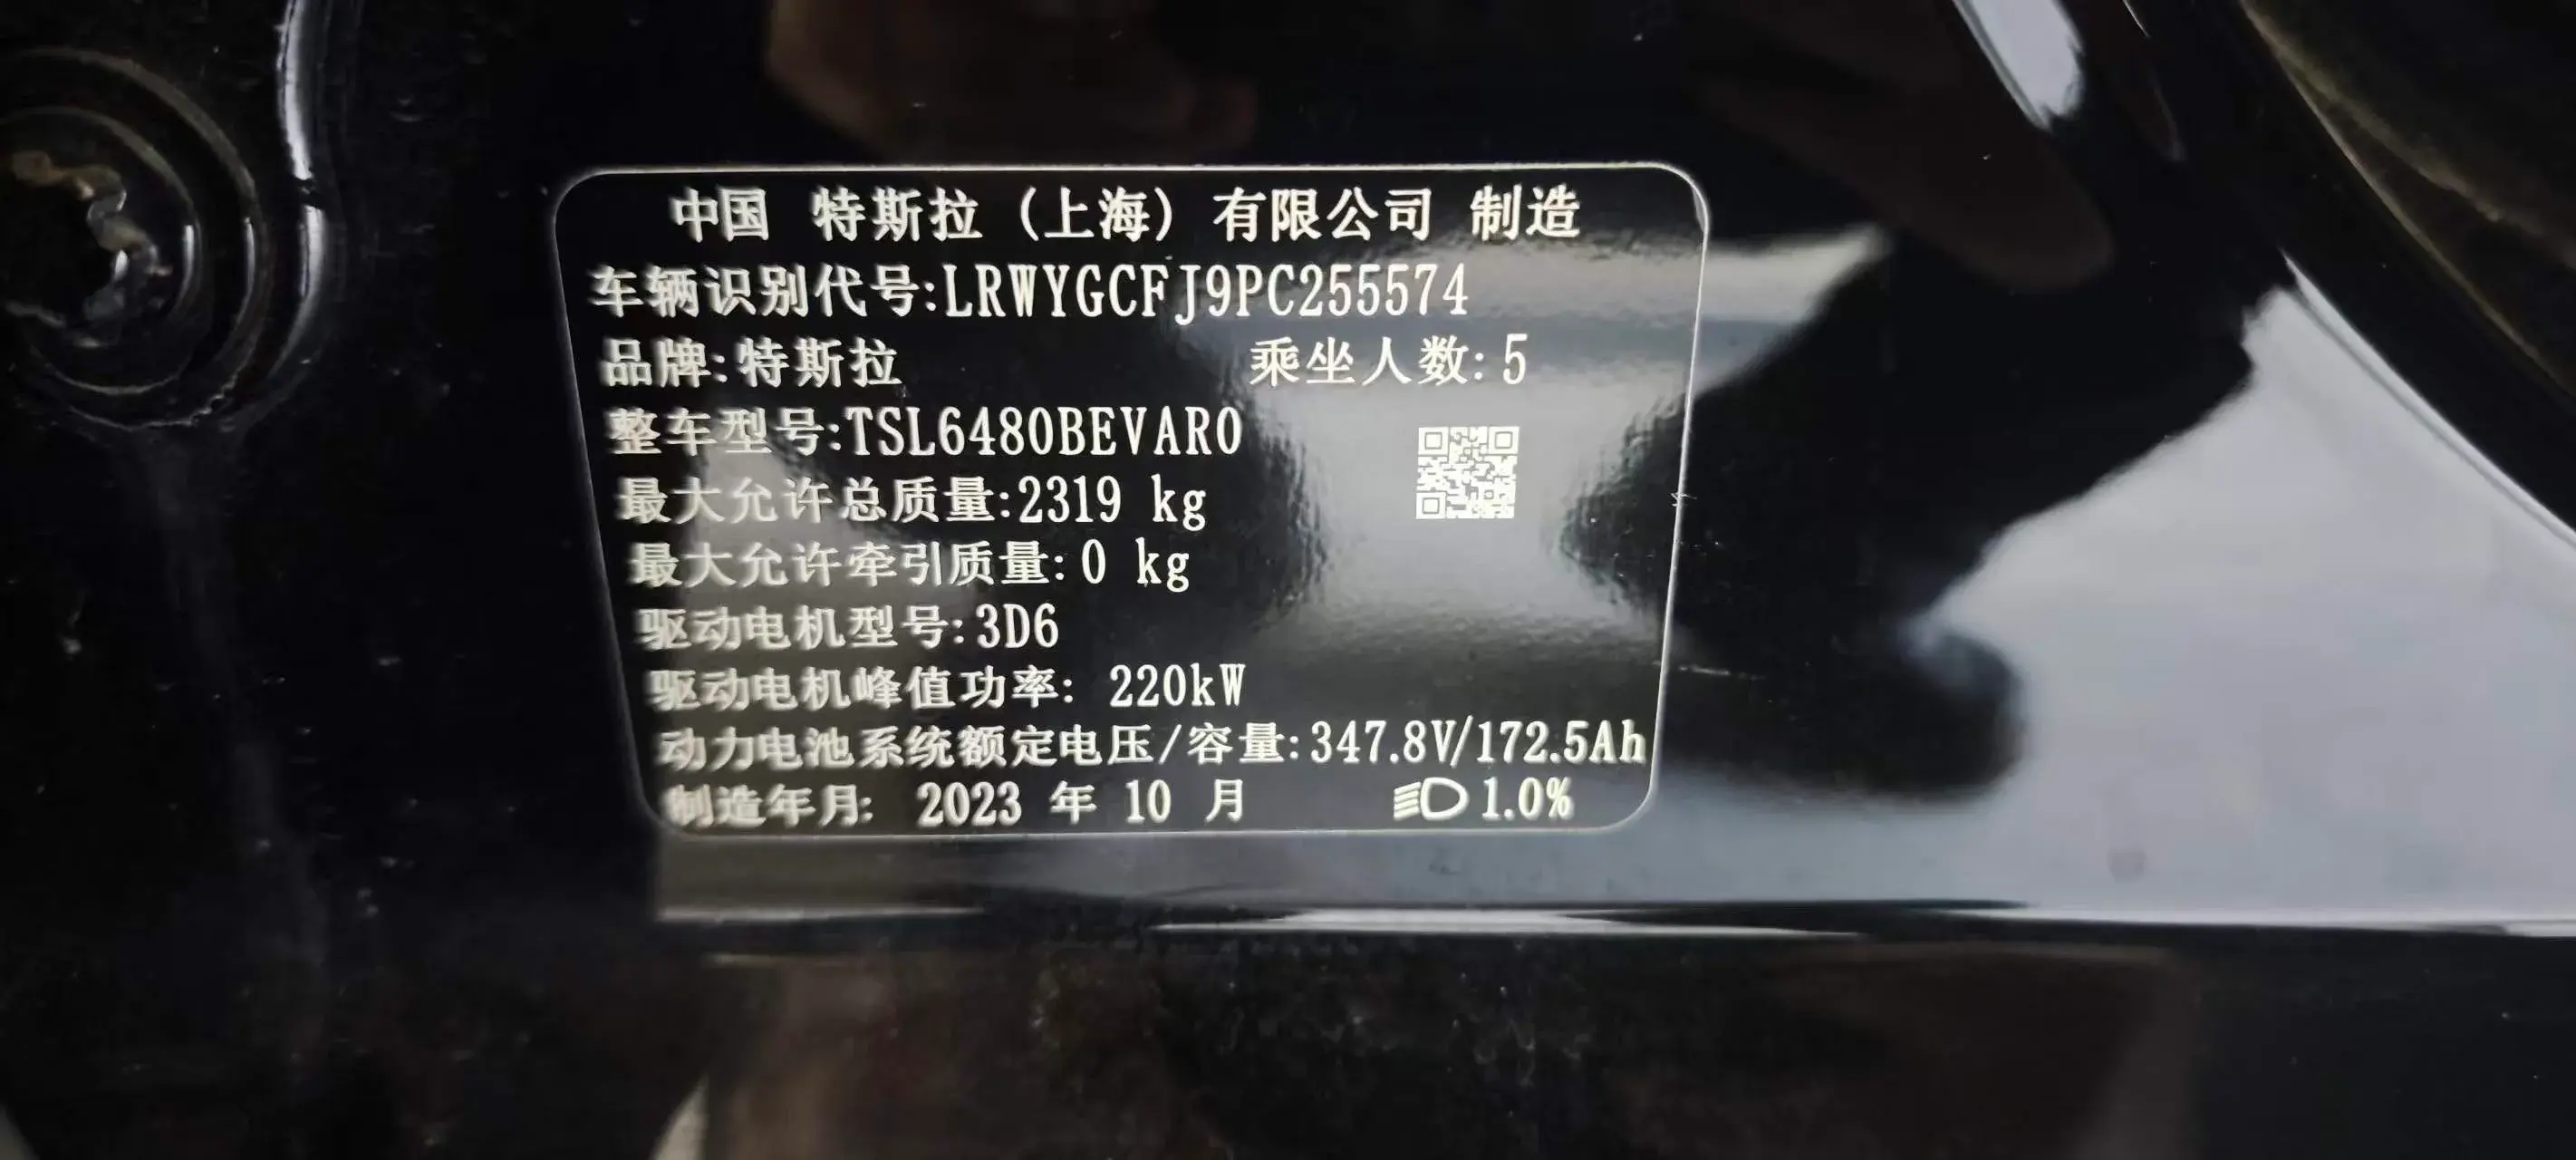 中国 特斯拉（上海）有限公司 制造
车辆识别代号:LRWYGCFJ9PC255574
品牌:特斯拉 乘坐人数:5
整车型号:TSL6480BEVAR0
最大允许总质量:2319 kg
最大允许牵引质量:0 kg
驱动电机型号:3D6
驱动电机峰值功率: 220kW
动力电池系统额定电压/容量:347.8V/172.5Ah
制造年月: 2023 年 10 月 1.0%